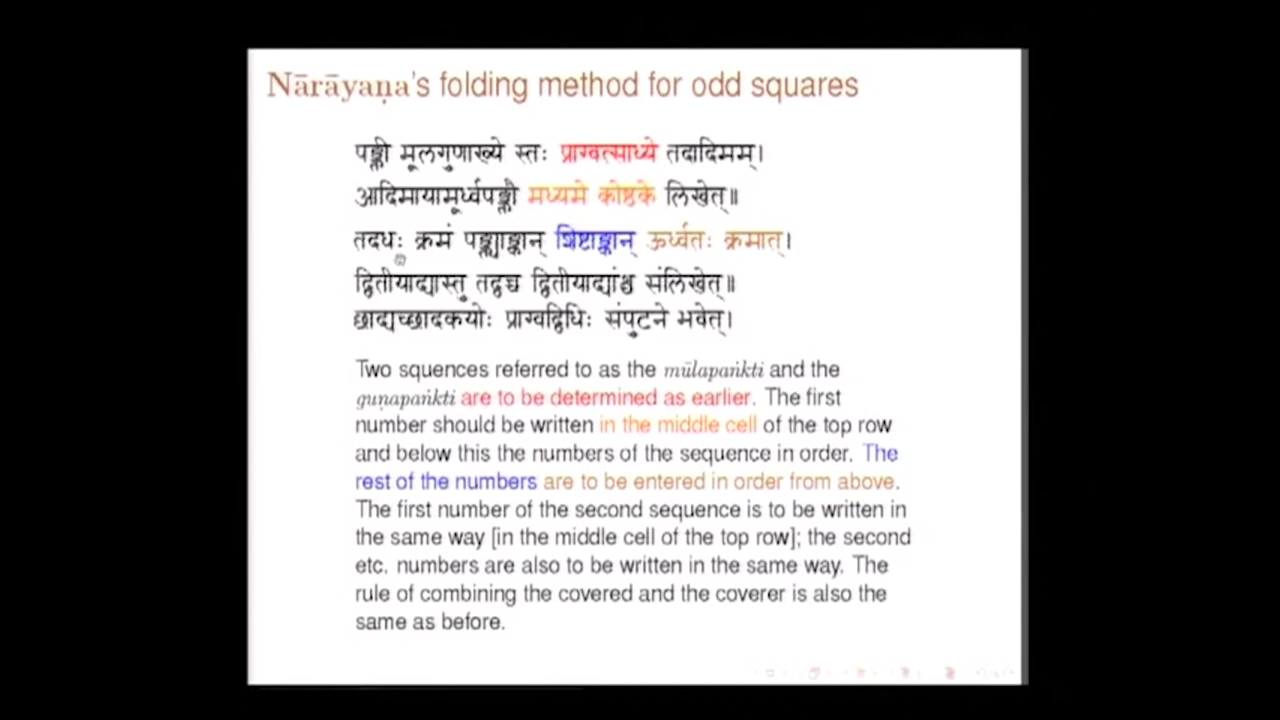 Nārāyaṇa's folding method for odd squares
पङ्क्ती मूलगुणाख्ये स्तः प्राग्वत्साध्ये तदादिमम्।
आदिमायामूर्ध्वपङ्क्तौ मध्यमे कोष्ठके लिखेत्॥
तदधः क्रमं पङ्क्त्याङ्कान् शिष्टाङ्कान् ऊर्ध्वतः क्रमात्।
द्वितीयाद्यास्तु तद्वच्च द्वितीयाद्यांश्च संलिखेत्॥
छाद्यच्छादकयोः प्राग्वद्विधिः संपुटने भवेत्।
Two squences referred to as the mūlapaṅkti and the
guṇapaṅkti are to be determined as earlier. The first
number should be written in the middle cell of the top row
and below this the numbers of the sequence in order. The
rest of the numbers are to be entered in order from above.
The first number of the second sequence is to be written in
the same way [in the middle cell of the top row]; the second
etc. numbers are also to be written in the same way. The
rule of combining the covered and the coverer is also the
same as before.